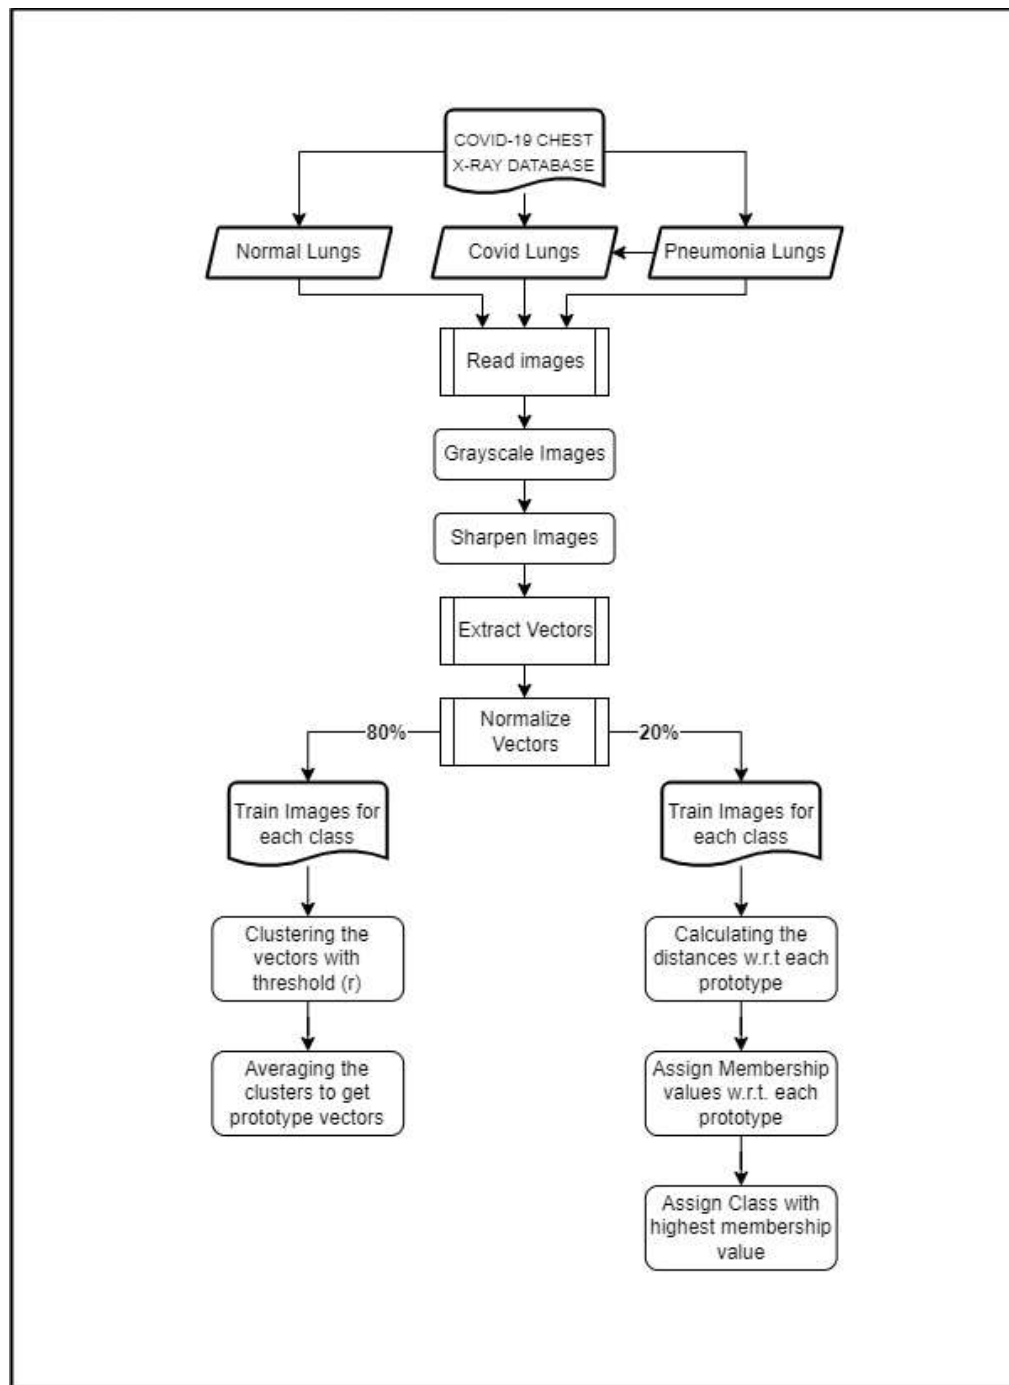 COVID-19 CHEST
X-RAY DATABASE
Normal Lungs
Covid Lungs
Pneumonia Lungs
Read images
Grayscale Images
Sharpen Images
Extract Vectors
Normalize
Vectors
80%
20%
Train Images for
each class
Train Images for
each class
Clustering the
vectors with
threshold (r)
Calculating the
distances w.r.t each
prototype
Averaging the
clusters to get
prototype vectors
Assign Membership
values w.r.t. each
prototype
Assign Class with
highest membership
value